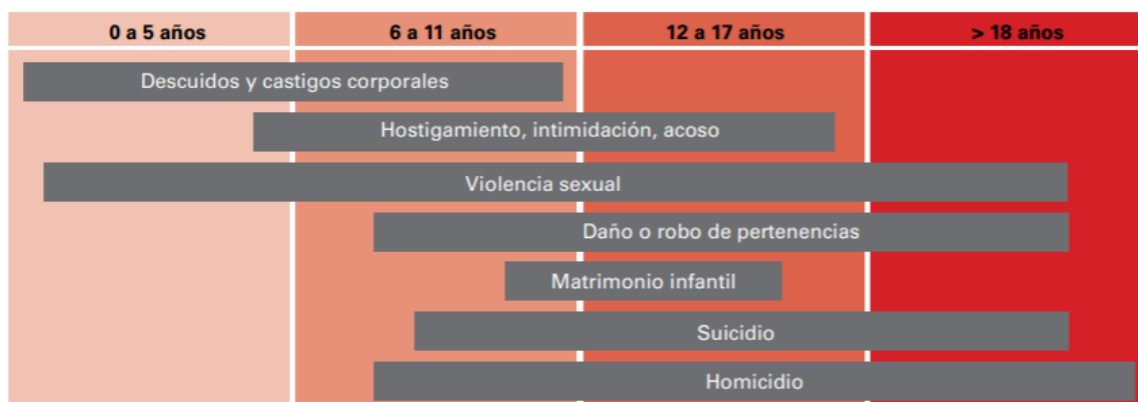 0 a 5 años
6 a 11 años
12 a 17 años
> 18 años
Descuidos y castigos corporales
Hostigamiento, intimidación, acoso
Violencia sexual
Daño o robo de pertenencias
Matrimonio infantil
Suicidio
Homicidio